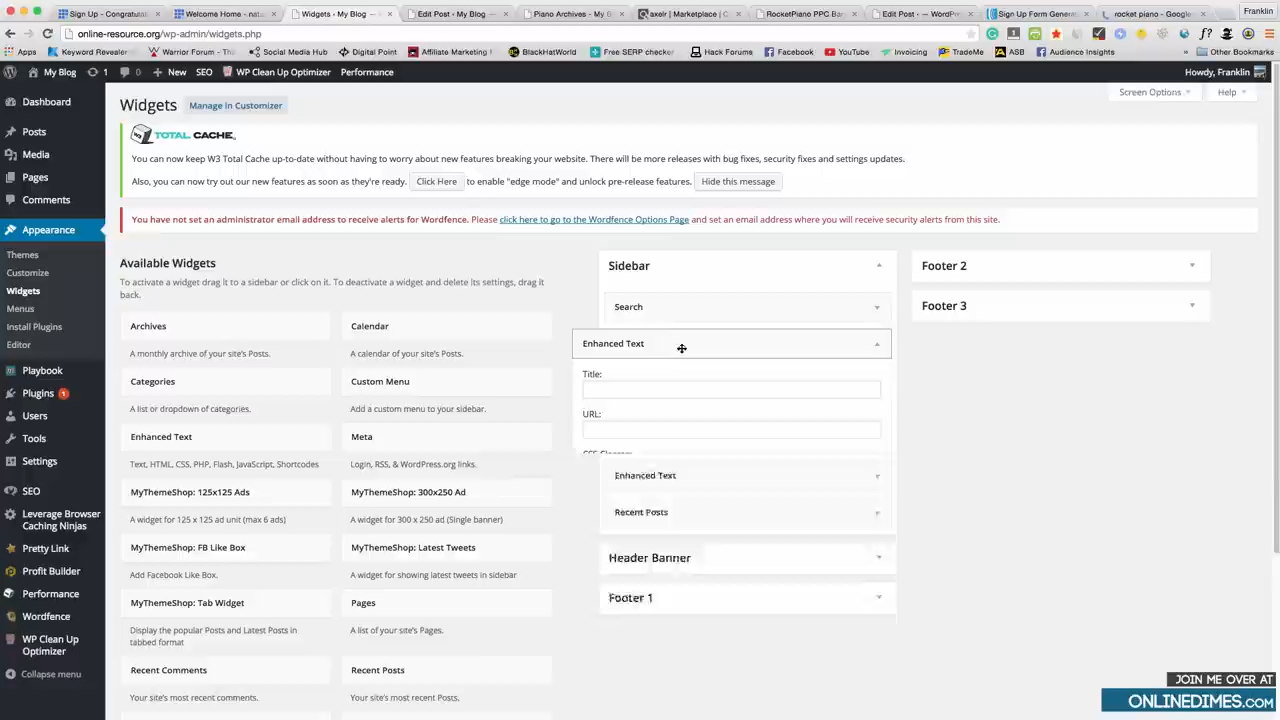 Sign Up - Congratulati
Welcome Home - natu
Widgets ‹ My Blog —
Edit Post ‹ My Blog —
Piano Archives - My
axelr | Marketplace | C
RocketPiano PPC Ban
Edit Post ‹ — WordPre
Sign Up Form Generat
rocket piano - Google
Franklin
online-resource.org/wp-admin/widgets.php
Apps
Keyword Revealer
Warrior Forum - Th
Social Media Hub
Digital Point
Affiliate Marketing
BlackHatWorld
Free SERP checker
Hack Forums
Facebook
YouTube
Invoicing
TradeMe
ASB
Audience Insights
Other Bookmarks
My Blog
1
0
New
SEO
WP Clean Up Optimizer
Performance
Howdy, Franklin
Dashboard
Posts
Media
Pages
Comments
Appearance
Themes
Customize
Widgets
Menus
Install Plugins
Editor
Playbook
Plugins 1
Users
Tools
Settings
SEO
Leverage Browser
Caching Ninjas
Pretty Link
Profit Builder
Performance
Wordfence
WP Clean Up
Optimizer
Collapse menu
Screen Options
Help
Widgets
Manage in Customizer
W3 TOTAL CACHE
You can now keep W3 Total Cache up-to-date without having to worry about new features breaking your website. There will be more releases with bug fixes, security fixes and settings updates.
Also, you can now try out our new features as soon as they're ready. Click Here to enable "edge mode" and unlock pre-release features. Hide this message
You have not set an administrator email address to receive alerts for Wordfence. Please click here to go to the Wordfence Options Page and set an email address where you will receive security alerts from this site.
Available Widgets
To activate a widget drag it to a sidebar or click on it. To deactivate a widget and delete its settings, drag it
back.
Archives
A monthly archive of your site's Posts.
Calendar
A calendar of your site's Posts.
Categories
A list or dropdown of categories.
Custom Menu
Add a custom menu to your sidebar.
Enhanced Text
Text, HTML, CSS, PHP, Flash, JavaScript, Shortcodes
Meta
Login, RSS, & WordPress.org links.
MyThemeShop: 125x125 Ads
A widget for 125 x 125 ad unit (max 6 ads)
MyThemeShop: 300x250 Ad
A widget for 300 x 250 ad (Single banner)
MyThemeShop: FB Like Box
Add Facebook Like Box.
MyThemeShop: Latest Tweets
A widget for showing latest tweets in sidebar
MyThemeShop: Tab Widget
Display the popular Posts and Latest Posts in
tabbed format
Pages
A list of your site's Pages.
Recent Comments
Your site's most recent comments.
Recent Posts
Your site's most recent Posts.
Sidebar
Search
Enhanced Text
Title:
URL:
CSS Classes:
Enhanced Text
Recent Posts
Header Banner
Footer 1
Footer 2
Footer 3
JOIN ME OVER AT
ONLINEDIMES.COM